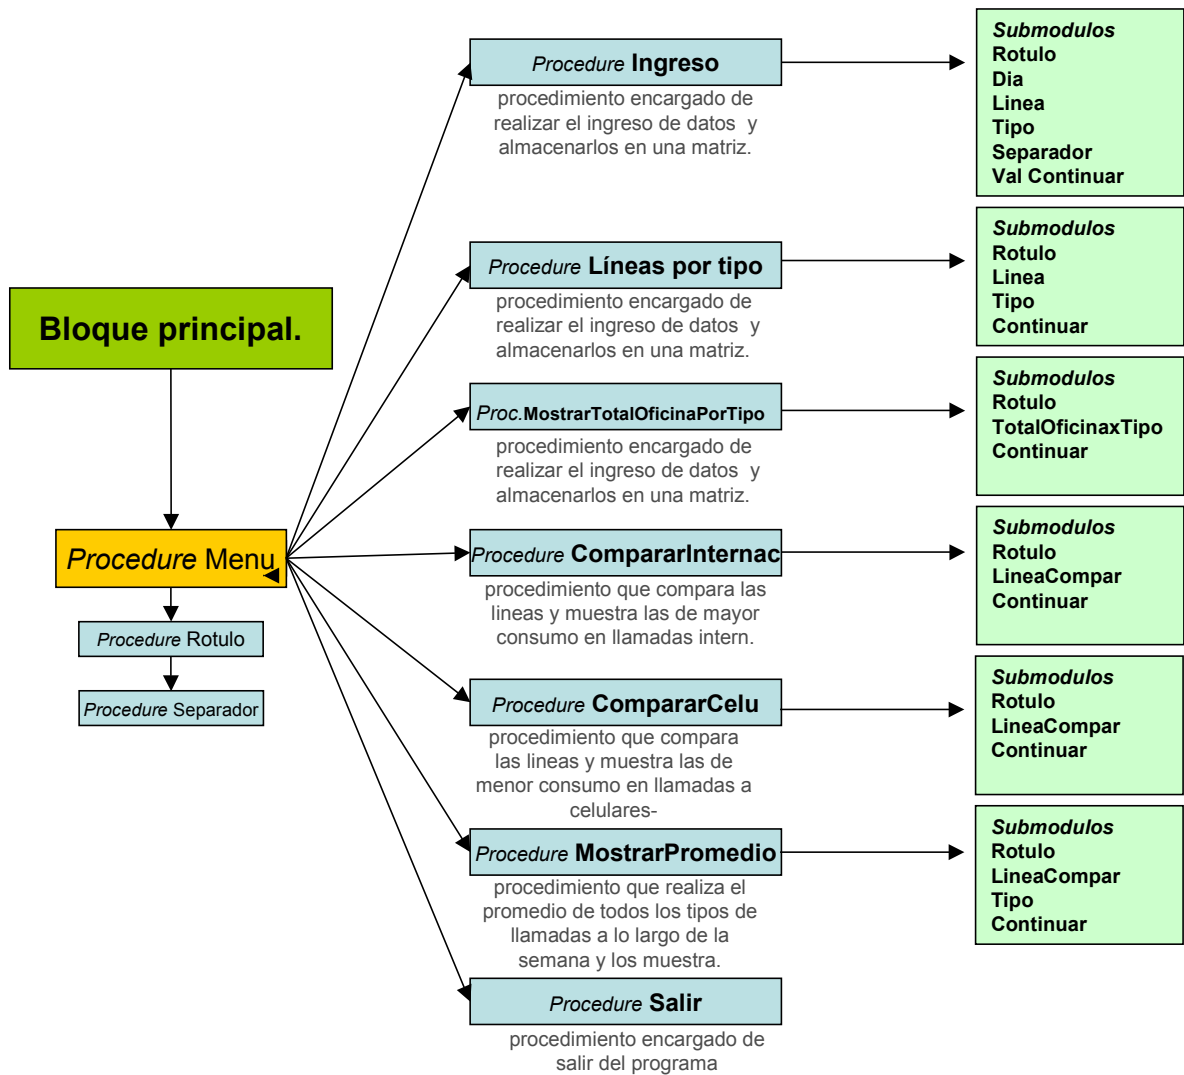 Bloque principal.
Procedure Menu
Procedure Rotulo
Procedure Separador
Procedure Ingreso
procedimiento encargado de
realizar el ingreso de datos y
almacenarlos en una matriz.
Submodulos
Rotulo
Dia
Linea
Tipo
Separador
Val Continuar
Procedure Líneas por tipo
procedimiento encargado de
realizar el ingreso de datos y
almacenarlos en una matriz.
Submodulos
Rotulo
Linea
Tipo
Continuar
Proc.MostrarTotalOficinaPorTipo
procedimiento encargado de
realizar el ingreso de datos y
almacenarlos en una matriz.
Submodulos
Rotulo
TotalOficinaxTipo
Continuar
Procedure CompararInternac
procedimiento que compara las
lineas y muestra las de mayor
consumo en llamadas intern.
Submodulos
Rotulo
LineaCompar
Continuar
Procedure CompararCelu
procedimiento que compara
las lineas y muestra las de
menor consumo en llamadas a
celulares-
Submodulos
Rotulo
LineaCompar
Continuar
Procedure MostrarPromedio
procedimiento que realiza el
promedio de todos los tipos de
llamadas a lo largo de la
semana y los muestra.
Submodulos
Rotulo
LineaCompar
Tipo
Continuar
Procedure Salir
procedimiento encargado de
salir del programa